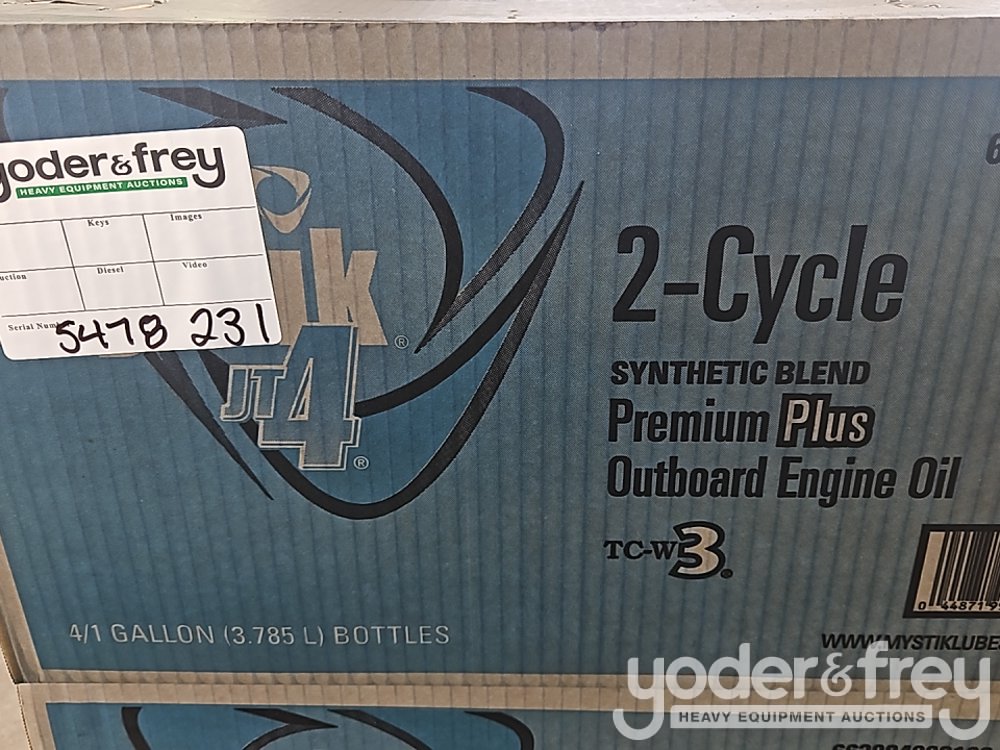 yoder&frey
HEAVY EQUIPMENT AUCTIONS
Keys
Images
Diesel
Video
Serial
5478 231
JT4®
2-Cycle
SYNTHETIC BLEND
Premium Plus
Outboard Engine Oil
TC-W3®
4/1 GALLON (3.785 L) BOTTLES
yoder&frey
HEAVY EQUIPMENT AUCTIONS